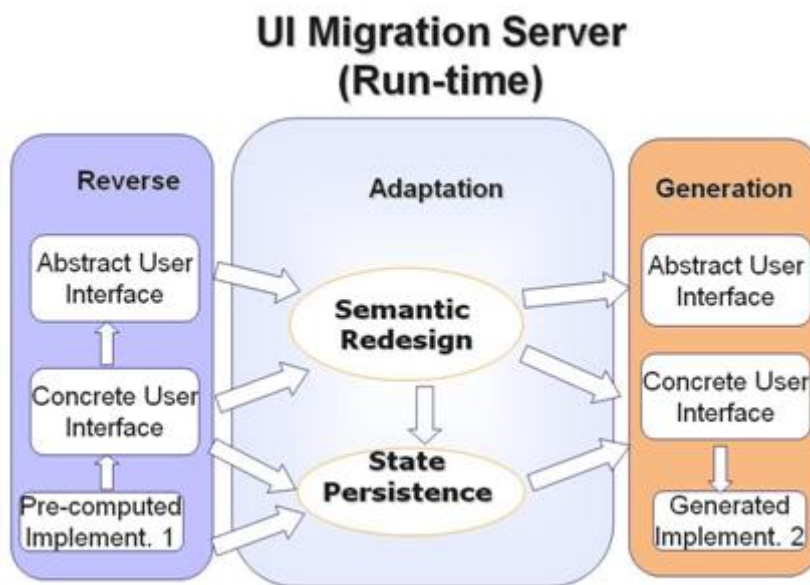 UI Migration Server
(Run-time)
Reverse
Abstract User
Interface
Concrete User
Interface
Pre-computed
Implement. 1
Adaptation
Semantic
Redesign
State
Persistence
Generation
Abstract User
Interface
Concrete User
Interface
Generated
Implement. 2